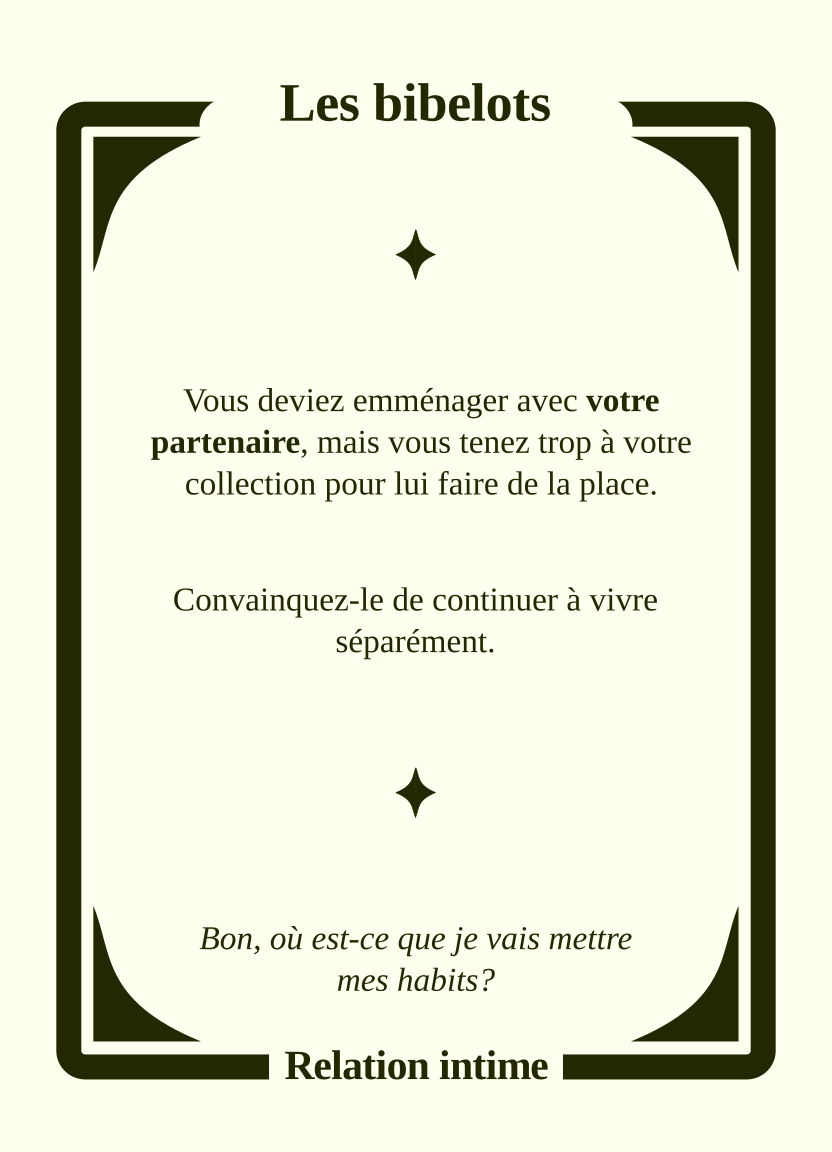 Les bibelots
Vous deviez emménager avec votre
partenaire, mais vous tenez trop à votre
collection pour lui faire de la place.
Convainquez-le de continuer à vivre
séparément.
Bon, où est-ce que je vais mettre
mes habits?
Relation intime